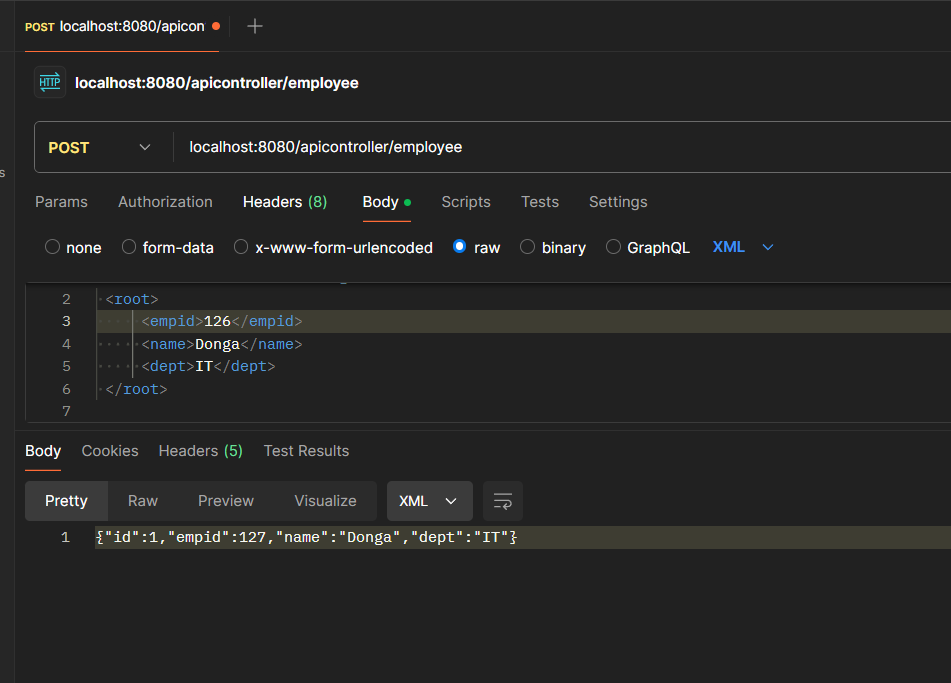 POST localhost:8080/apicon
HTTP localhost:8080/apicontroller/employee
POST localhost:8080/apicontroller/employee
s
Params Authorization Headers (8) Body Scripts Tests Settings
none form-data x-www-form-urlencoded raw binary GraphQL XML
2 <root>
3 <empid>126</empid>
4 <name>Donga</name>
5 <dept>IT</dept>
6 </root>
7
Body Cookies Headers (5) Test Results
Pretty Raw Preview Visualize XML
1 {"id":1,"empid":127,"name":"Donga","dept":"IT"}